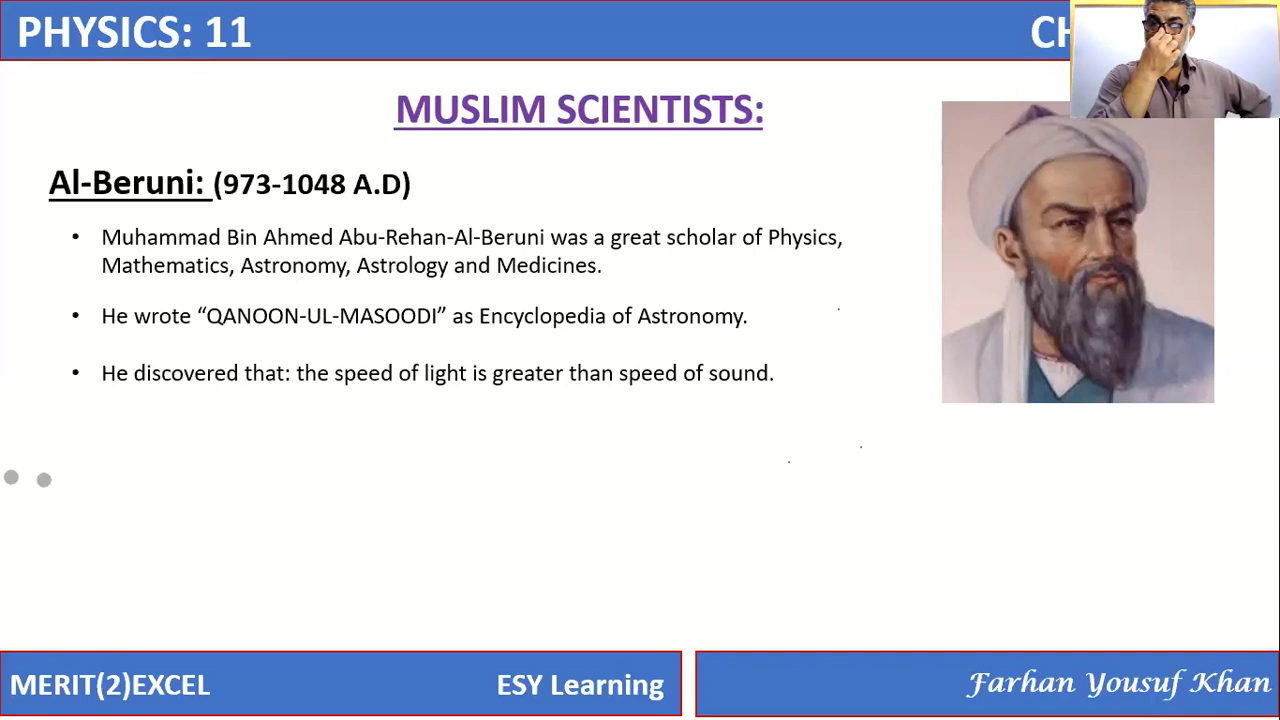 PHYSICS: 11
CH
MUSLIM SCIENTISTS:
Al-Beruni: (973-1048 A.D)
• Muhammad Bin Ahmed Abu-Rehan-Al-Beruni was a great scholar of Physics,
Mathematics, Astronomy, Astrology and Medicines.
• He wrote “QANOON-UL-MASOODI” as Encyclopedia of Astronomy.
• He discovered that: the speed of light is greater than speed of sound.
MERIT(2)EXCEL
ESY Learning
Farhan Yousuf Khan